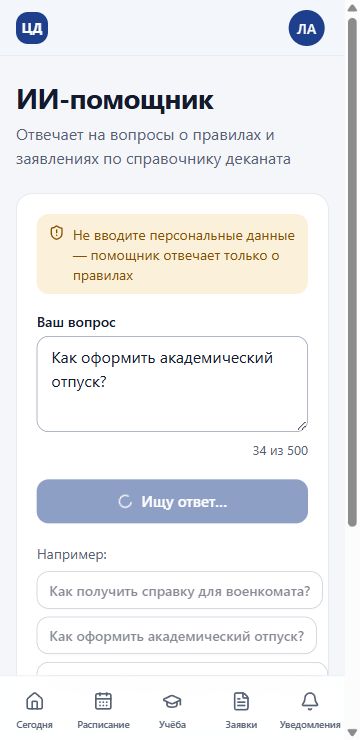 ЦД
ЛА
ИИ-помощник
Отвечает на вопросы о правилах и
заявлениях по справочнику деканата
Не вводите персональные данные
— помощник отвечает только о
правилах
Ваш вопрос
Как оформить академический
отпуск?
34 из 500
Ищу ответ...
Например:
Как получить справку для военкомата?
Как оформить академический отпуск?
Сегодня
Расписание
Учёба
Заявки
Уведомления